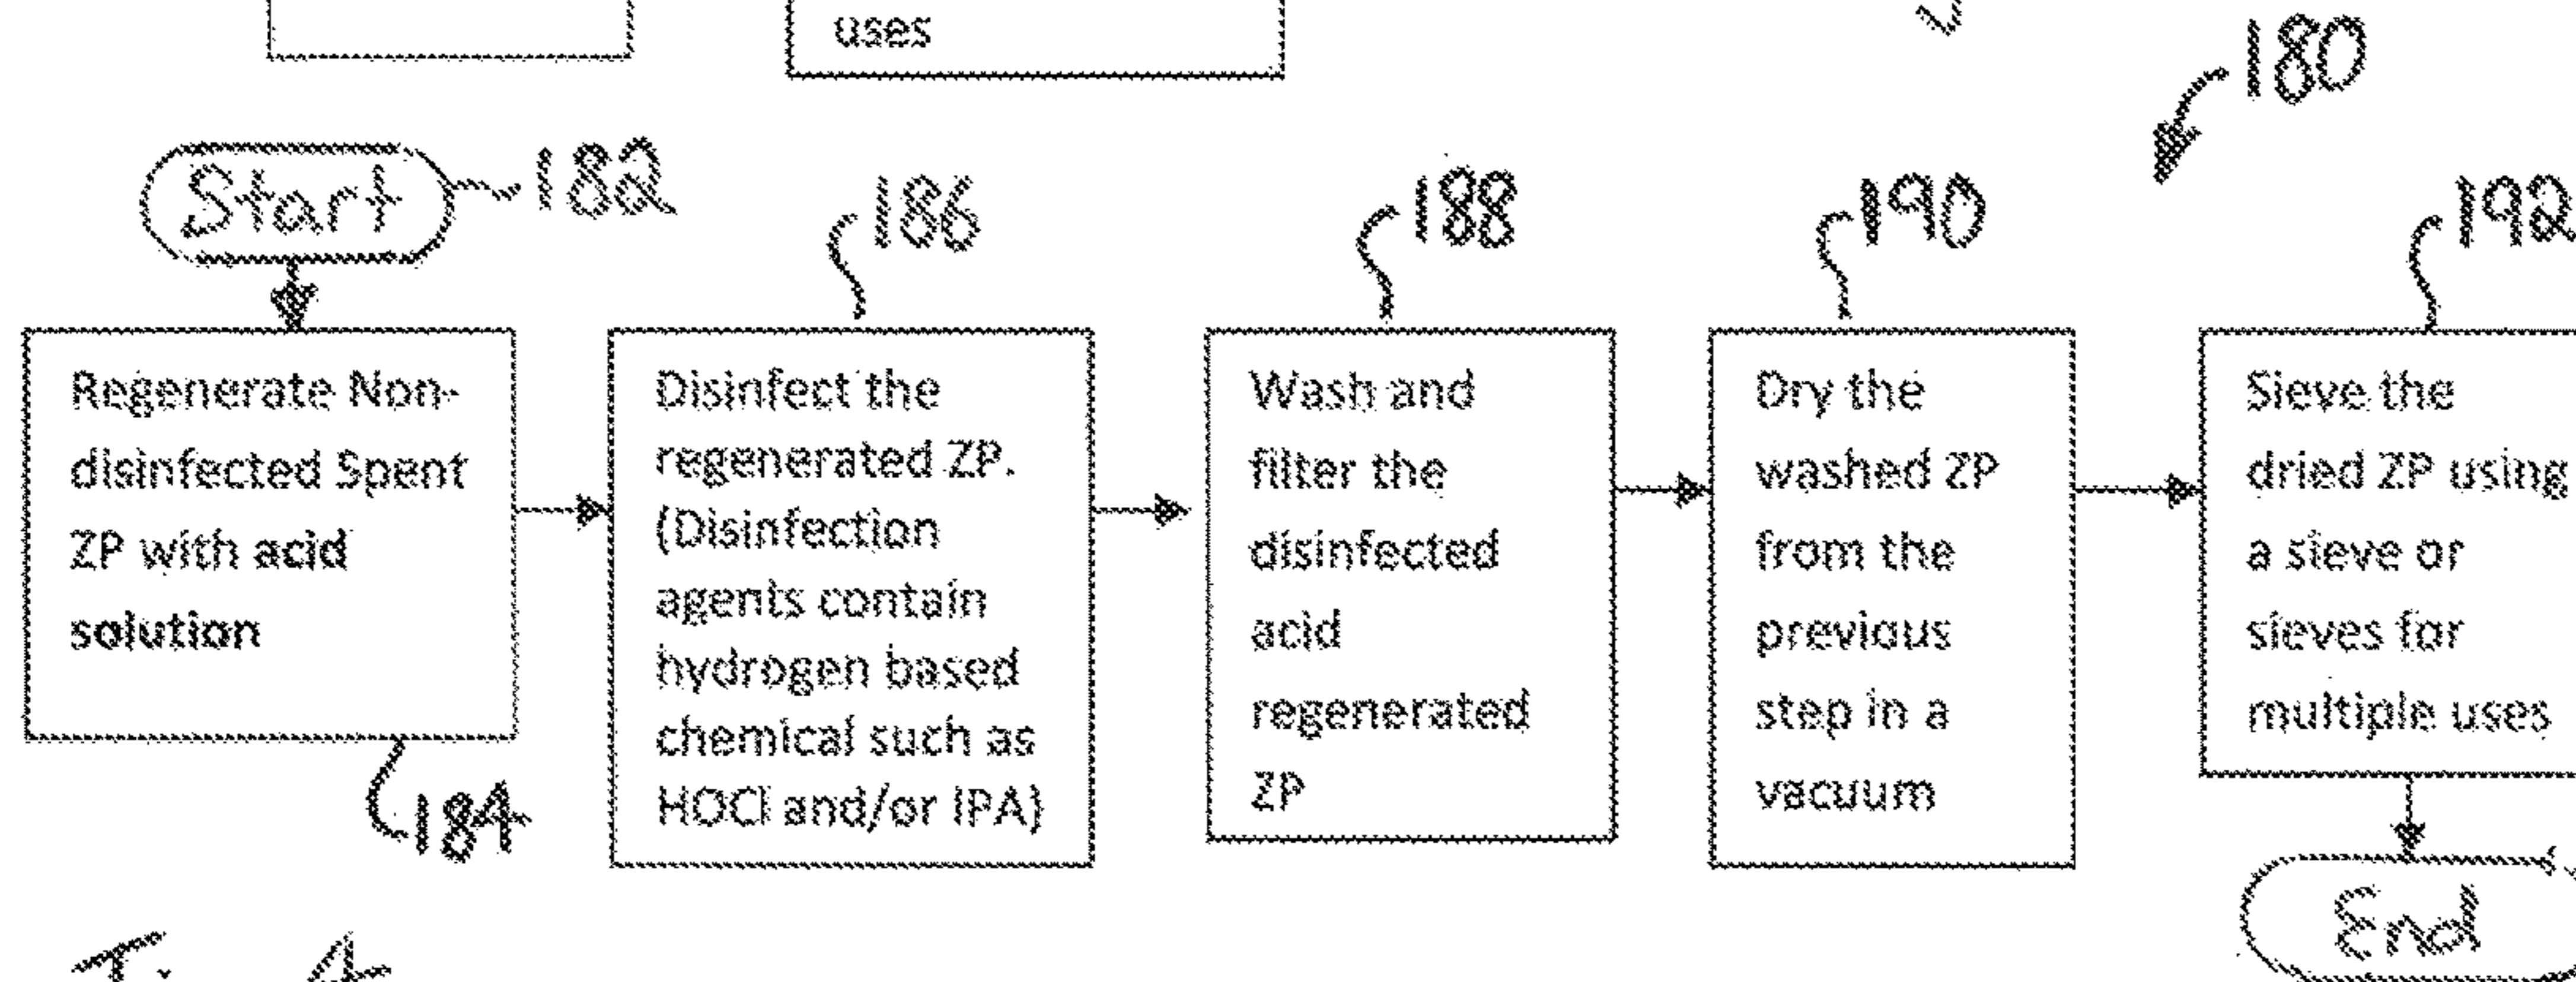 uses
180
Start
182
186
188
190
192
Regenerate Non-
disinfected Spent
ZP with acid
solution
184
Disinfect the
regenerated ZP.
(Disinfection
agents contain
hydrogen based
chemical such as
HOCl and/or IPA)
Wash and
filter the
disinfected
acid
regenerated
ZP
Dry the
washed ZP
from the
previous
step in a
vacuum
Sieve the
dried ZP using
a sieve or
sieves for
multiple uses
End